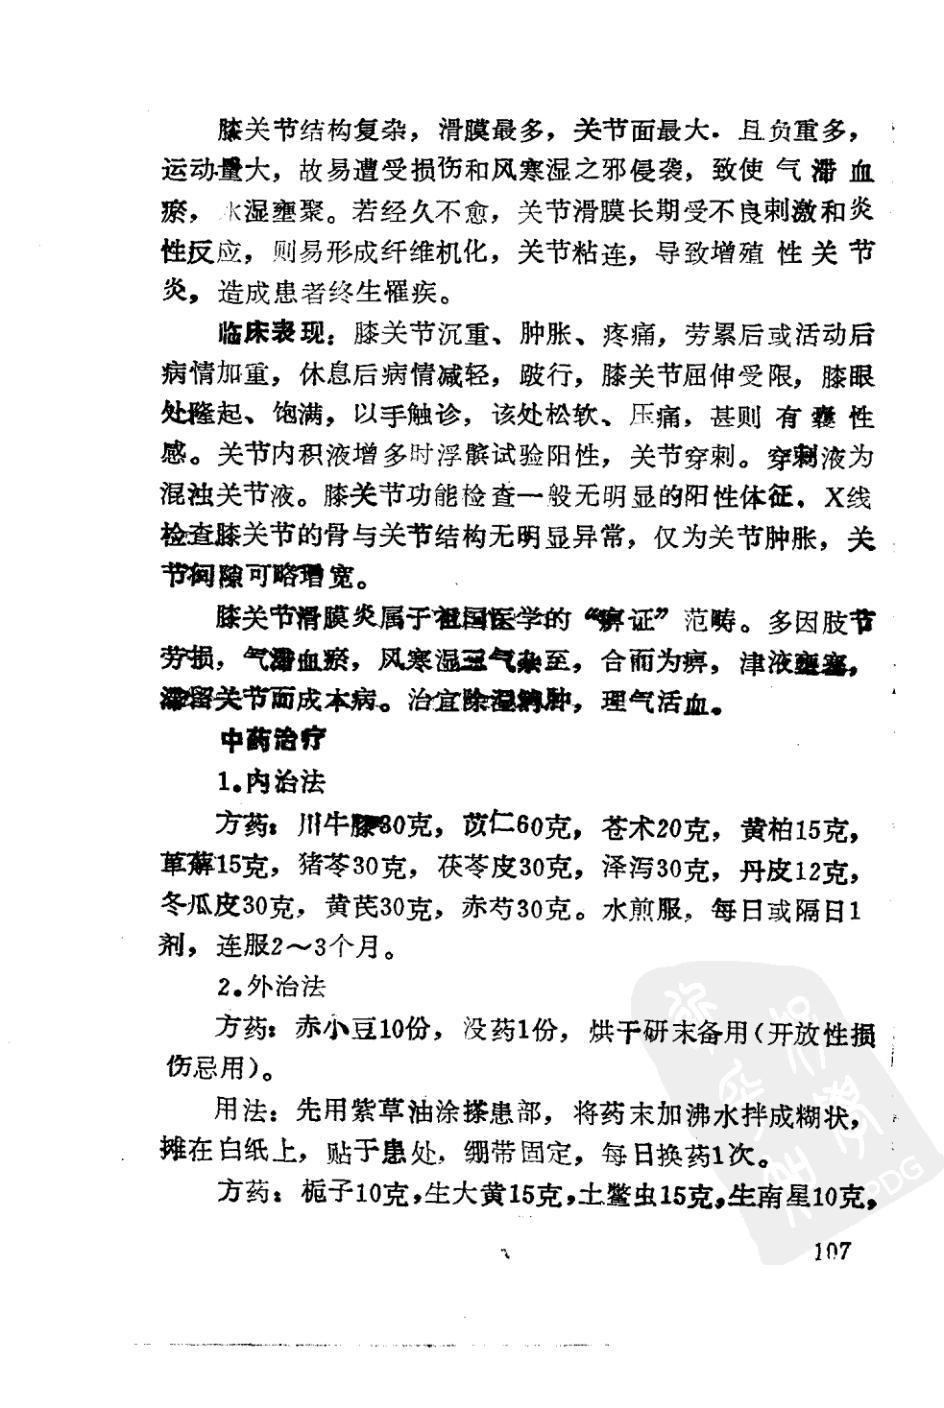 膝关节结构复杂，滑膜最多，关节面最大．且负重多，
运动量大，故易遭受损伤和风寒湿之邪侵袭，致使气滞血
瘀，水湿壅聚。若经久不愈，关节滑膜长期受不良刺激和炎
性反应，则易形成纤维机化，关节粘连，导致增殖性关节
炎，造成患者终生罹疾。
临床表现：膝关节沉重、肿胀、疼痛，劳累后或活动后
病情加重，休息后病情减轻，跛行，膝关节屈伸受限，膝眼
处隆起、饱满，以手触诊，该处松软、压痛，甚则有囊性
感。关节内积液增多时浮髌试验阳性，关节穿刺。穿刺液为
混浊关节液。膝关节功能检查一般无明显的阳性体征．X线
检查膝关节的骨与关节结构无明显异常，仅为关节肿胀，关
节间隙可略增宽。
膝关节滑膜炎属于祖国医学的“痹证”范畴。多因肢节
劳损，气滞血瘀，风寒湿三气杂至，合而为痹，津液壅塞，
滞留关节而成本病。治宜除湿消肿，理气活血。
中药治疗
1.内治法
方药：川牛膝30克，苡仁60克，苍术20克，黄柏15克，
萆薢15克，猪苓30克，茯苓皮30克，泽泻30克，丹皮12克，
冬瓜皮30克，黄芪30克，赤芍30克。水煎服，每日或隔日1
剂，连服2～3个月。
2.外治法
方药：赤小豆10份，没药1份，烘干研末备用(开放性损
伤忌用)。
用法：先用紫草油涂搽患部，将药末加沸水拌成糊状，
摊在白纸上，贴于患处，绷带固定，每日换药1次。
方药：栀子10克，生大黄15克，土鳖虫15克，生南星10克，
107
PDG